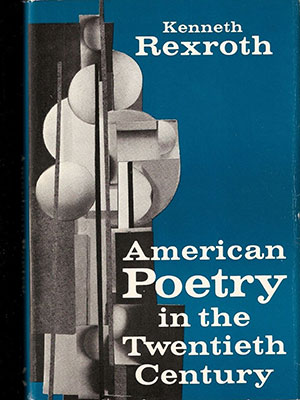 Kenneth
Rexroth
American
Poetry
in the
Twentieth
Century